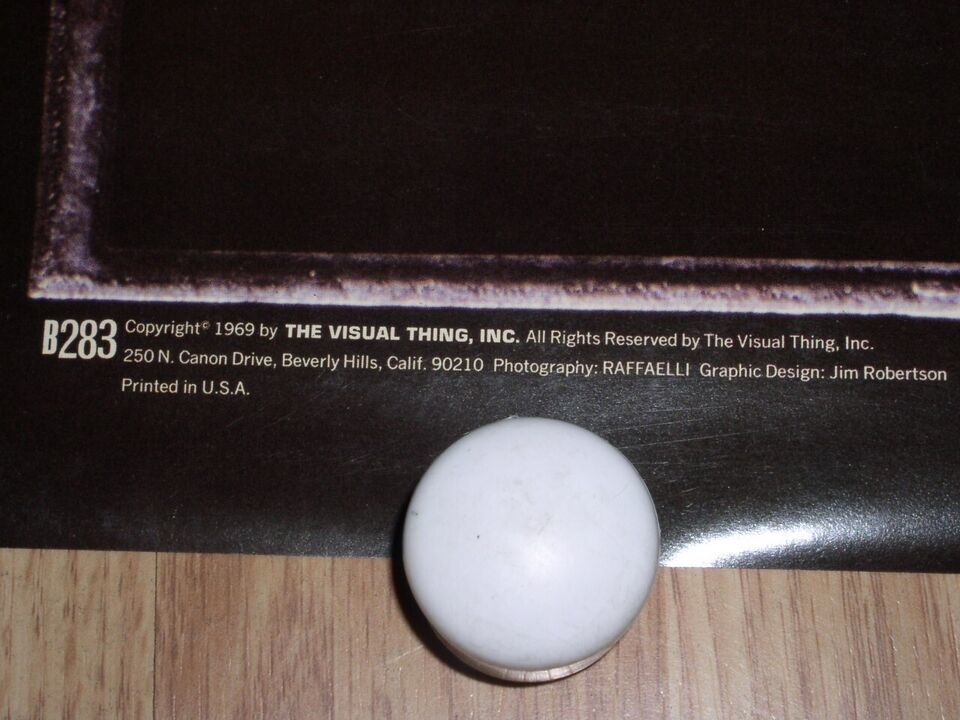 B283 Copyright© 1969 by THE VISUAL THING, INC. All Rights Reserved by The Visual Thing, Inc.
250 N. Canon Drive, Beverly Hills, Calif. 90210 Photography: RAFFAELLI Graphic Design: Jim Robertson
Printed in U.S.A.